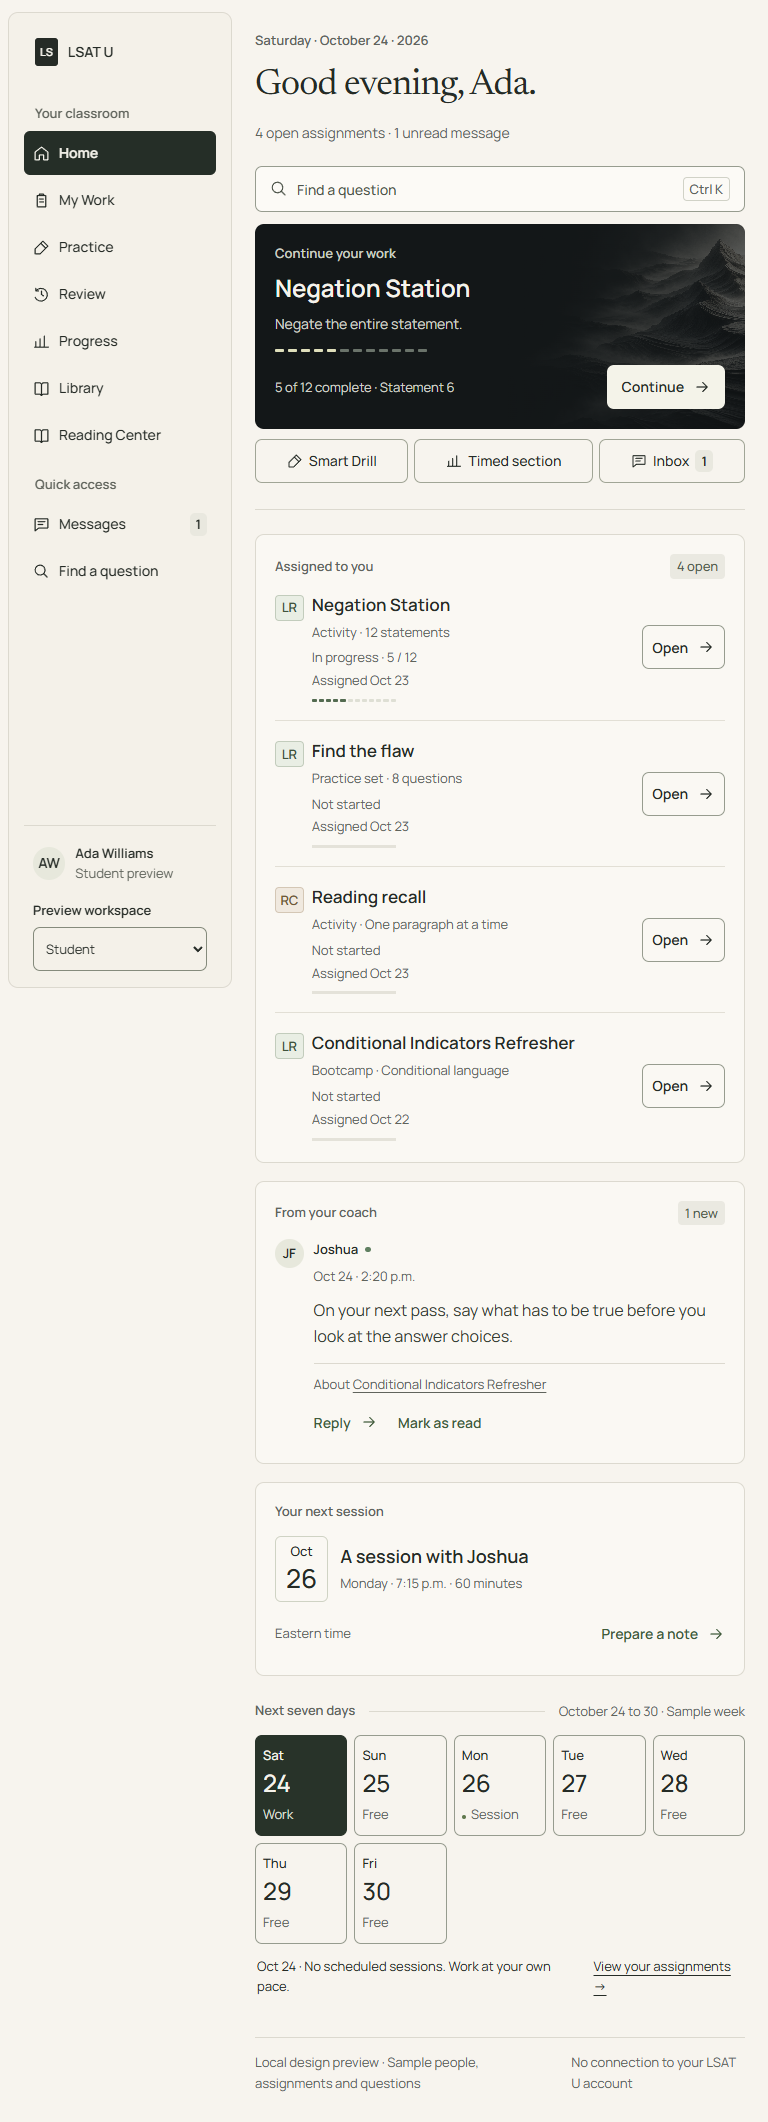 LS LSAT U
Your classroom
Home
My Work
Practice
Review
Progress
Library
Reading Center
Quick access
Messages 1
Find a question
AW Ada Williams
Student preview
Preview workspace
Student
Saturday · October 24 · 2026
Good evening, Ada.
4 open assignments · 1 unread message
Find a question Ctrl K
Continue your work
Negation Station
Negate the entire statement.
5 of 12 complete · Statement 6
Continue →
Smart Drill
Timed section
Inbox 1
Assigned to you 4 open
LR Negation Station
Activity · 12 statements
In progress · 5 / 12
Assigned Oct 23
Open →
LR Find the flaw
Practice set · 8 questions
Not started
Assigned Oct 23
Open →
RC Reading recall
Activity · One paragraph at a time
Not started
Assigned Oct 23
Open →
LR Conditional Indicators Refresher
Bootcamp · Conditional language
Not started
Assigned Oct 22
Open →
From your coach 1 new
JF Joshua
Oct 24 · 2:20 p.m.
On your next pass, say what has to be true before you
look at the answer choices.
About Conditional Indicators Refresher
Reply → Mark as read
Your next session
Oct
26
A session with Joshua
Monday · 7:15 p.m. · 60 minutes
Eastern time Prepare a note →
Next seven days October 24 to 30 · Sample week
Sat
24
Work
Sun
25
Free
Mon
26
Session
Tue
27
Free
Wed
28
Free
Thu
29
Free
Fri
30
Free
Oct 24 · No scheduled sessions. Work at your own
pace.
View your assignments
→
Local design preview · Sample people,
assignments and questions
No connection to your LSAT
U account